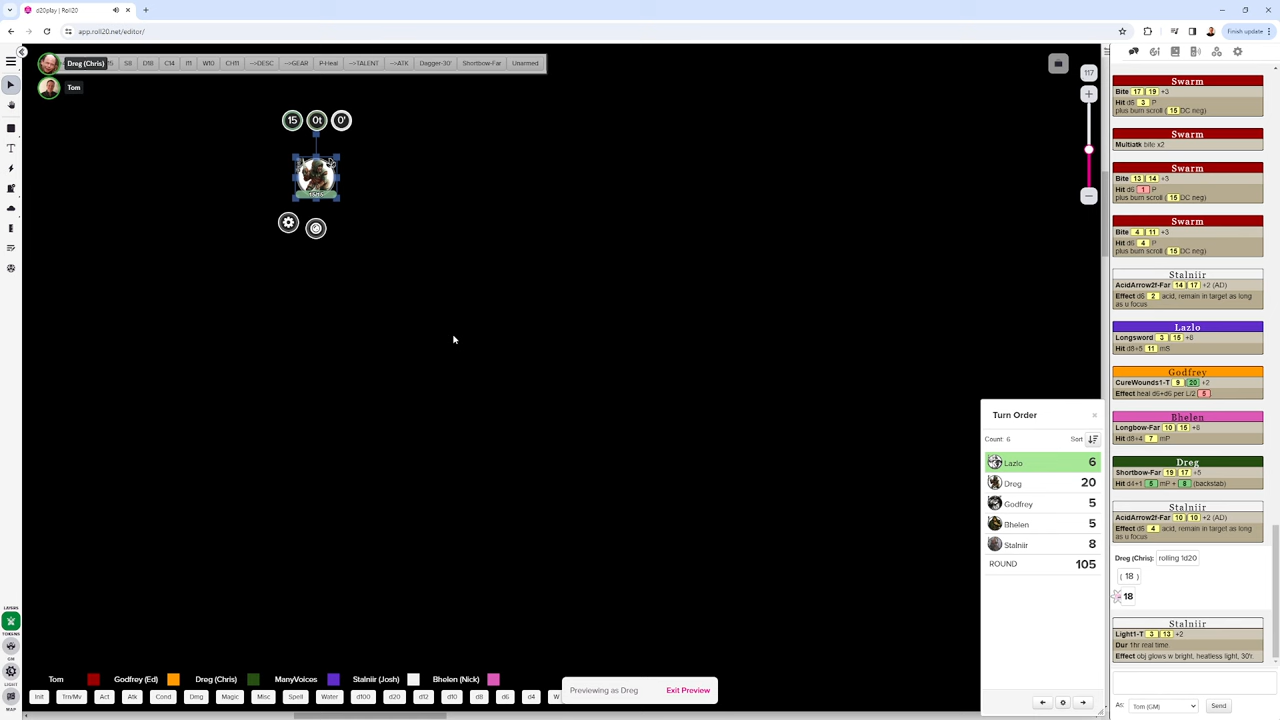 d20play | Roll20
app.roll20.net/editor/
Finish update
Dreg (Chris)
S8
D18
C14
I11
W10
CH11
-->DESC
-->GEAR
P-Heal
-->TALENT
-->ATK
Dagger-30'
Shortbow-Far
Unarmed
Tom
15
0t
0'
117
Swarm
Bite 17 19 +3
Hit d5 3 P
plus burn scroll ( 15 DC neg)
Swarm
Multiatk bite x2
Swarm
Bite 13 14 +3
Hit d6 1 P
plus burn scroll ( 15 DC neg)
Swarm
Bite 4 11 +3
Hit d6 4 P
plus burn scroll ( 15 DC neg)
Stalniir
AcidArrow2f-Far 14 17 +2 (AD)
Effect d6 2 acid, remain in target as long
as u focus
Lazlo
Longsword 3 15 +8
Hit d8+5 11 mS
Godfrey
CureWounds1-T 9 20 +2
Effect heal d6+d6 per L/2 5
Bhelen
Longbow-Far 10 15 +8
Hit d8+4 7 mP
Dreg
Shortbow-Far 19 17 +5
Hit d4+1 5 mP + 8 (backstab)
Stalniir
AcidArrow2f-Far 10 10 +2 (AD)
Effect d6 4 acid, remain in target as long
as u focus
Dreg (Chris): rolling 1d20
( 18 )
= 18
Stalniir
Light1-T 3 13 +2
Dur 1hr real time
Effect obj glows w bright, heatless light, 30'r
Turn Order
Count: 6
Sort
Lazlo 6
Dreg 20
Godfrey 5
Bhelen 5
Stalniir 8
ROUND 105
LAYERS
TOKENS
GM
LIGHT
MAP
Tom
Godfrey (Ed)
Dreg (Chris)
ManyVoices
Stalniir (Josh)
Bhelen (Nick)
Init
Trn/Mv
Act
Atk
Cond
Dmg
Magic
Misc
Spell
Water
d100
d20
d12
d10
d8
d6
d4
Previewing as Dreg
Exit Preview
As:
Tom (GM)
Send